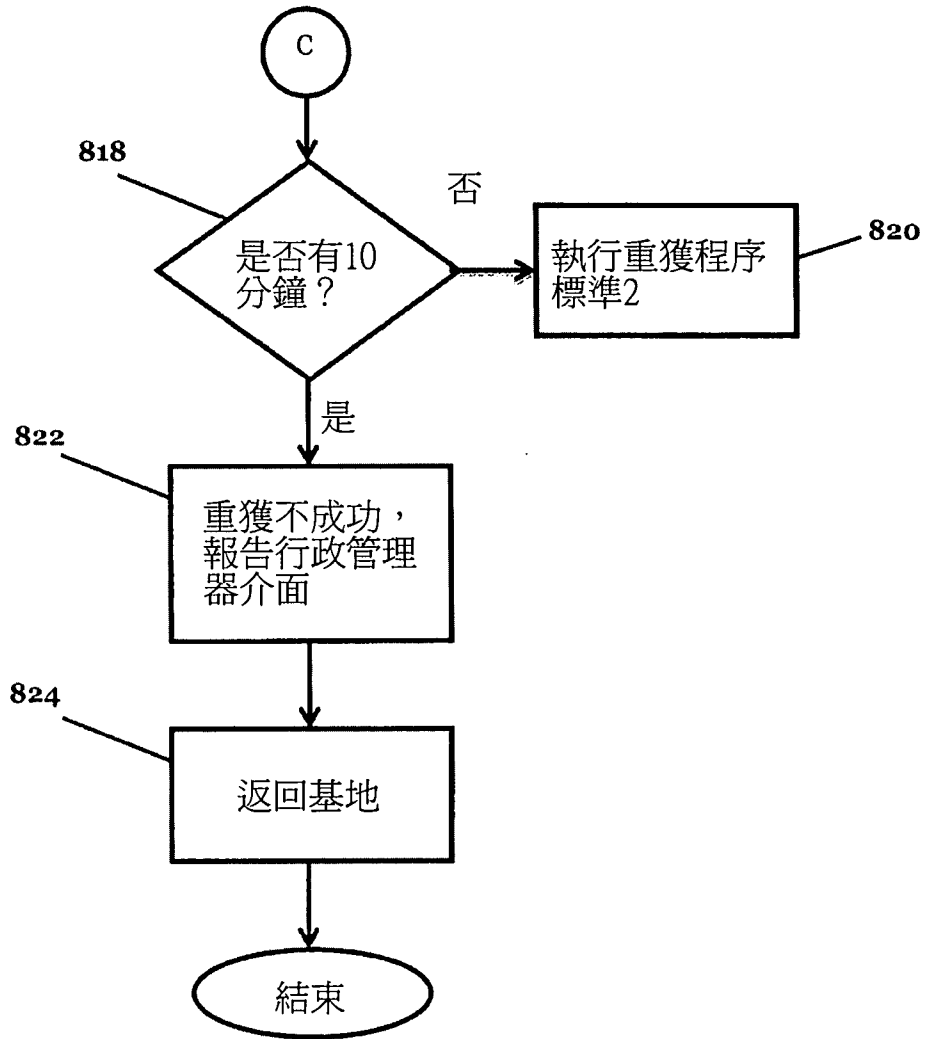 C
818
否
是否有10
分鐘？
執行重獲程序
標準2
820
是
822
重獲不成功，
報告行政管理
器介面
824
返回基地
結束